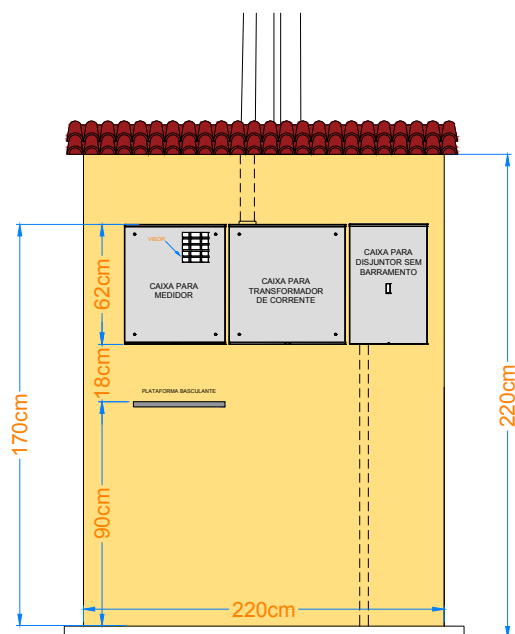 VISOR
CAIXA PARA
MEDIDOR
CAIXA PARA
TRANSFORMADOR
DE CORRENTE
CAIXA PARA
DISJUNTOR SEM
BARRAMENTO
62cm
18cm
PLATAFORMA BASCULANTE
170cm
90cm
220cm
220cm